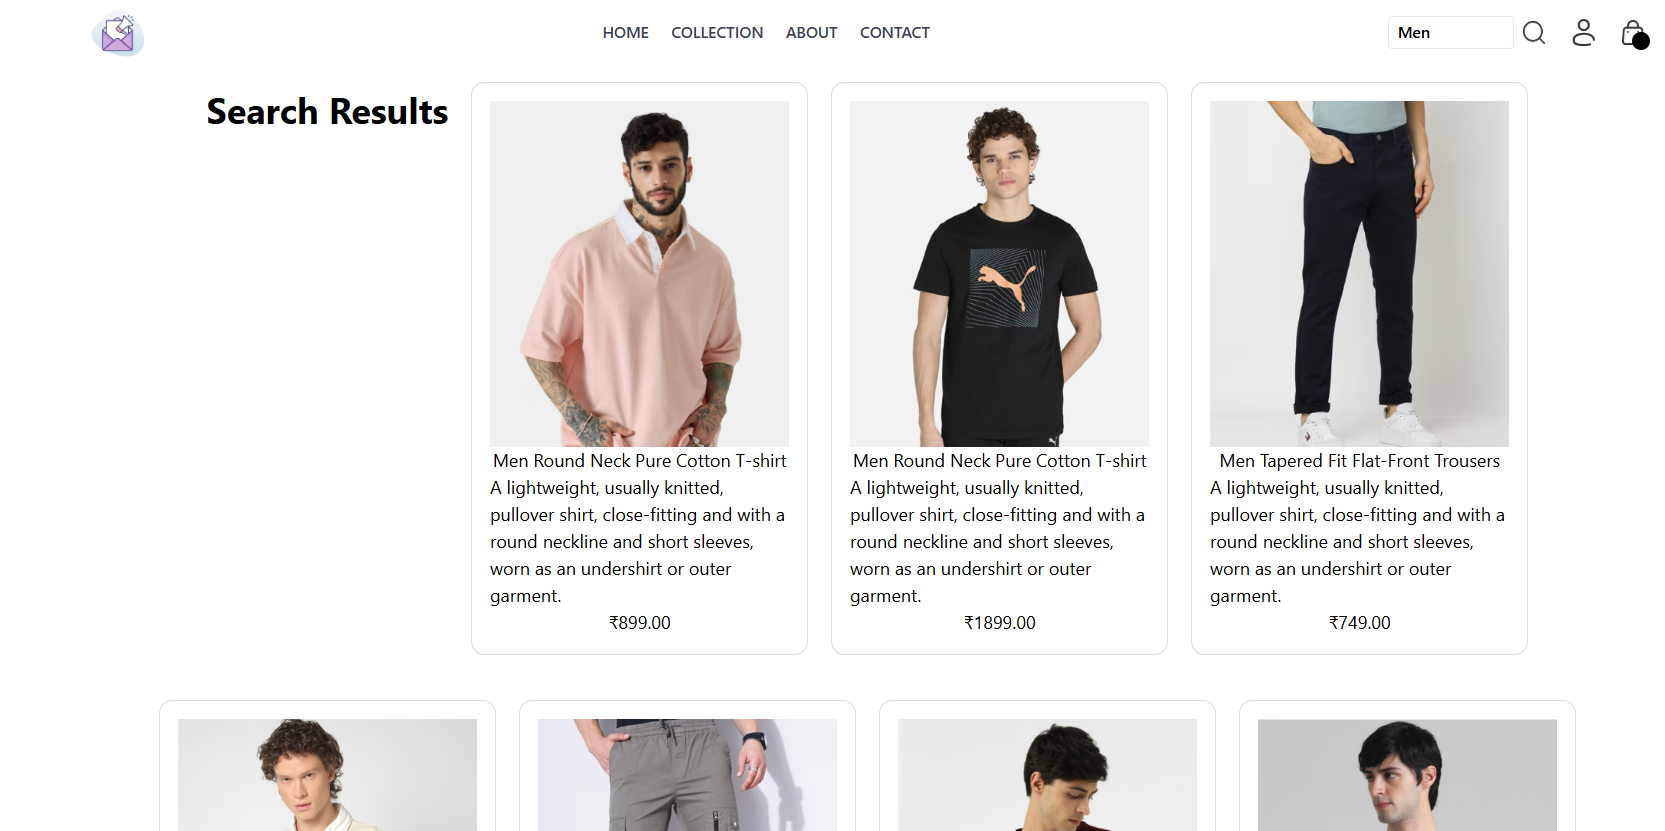 HOME COLLECTION ABOUT CONTACT
Men
Search Results
Men Round Neck Pure Cotton T-shirt
A lightweight, usually knitted,
pullover shirt, close-fitting and with a
round neckline and short sleeves,
worn as an undershirt or outer
garment.
₹899.00
Men Round Neck Pure Cotton T-shirt
A lightweight, usually knitted,
pullover shirt, close-fitting and with a
round neckline and short sleeves,
worn as an undershirt or outer
garment.
₹1899.00
Men Tapered Fit Flat-Front Trousers
A lightweight, usually knitted,
pullover shirt, close-fitting and with a
round neckline and short sleeves,
worn as an undershirt or outer
garment.
₹749.00